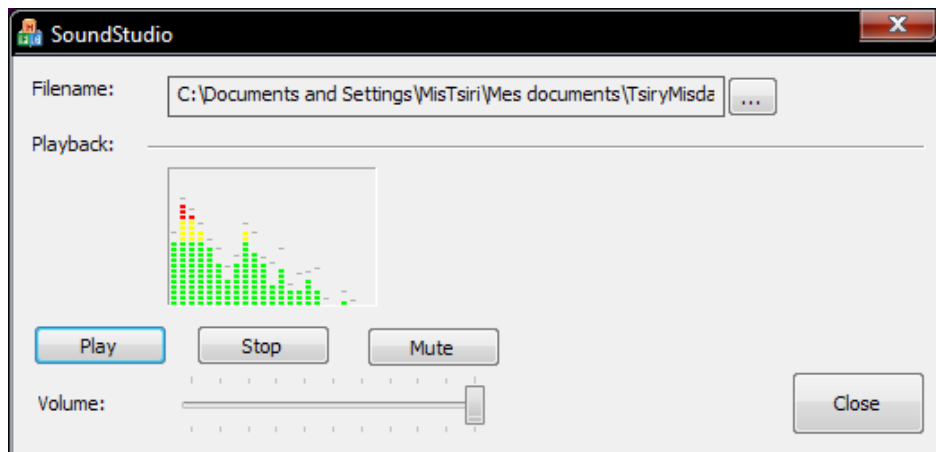 SoundStudio
Filename: C:\Documents and Settings\MisTsiri\Mes documents\TsiryMisda ...
Playback:
Play Stop Mute
Volume: Close